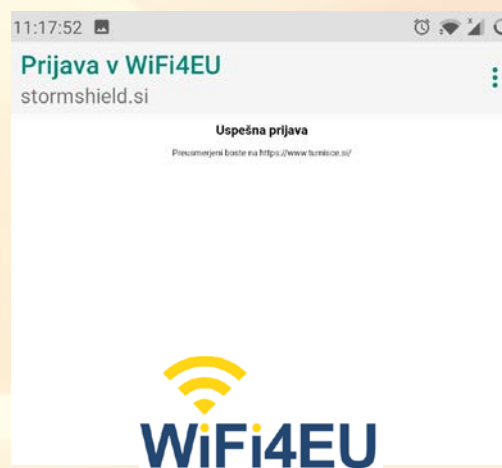 11:17:52
Prijava v WiFi4EU
stormshield.si
Uspešna prijava
Preusmerjeni boste na https://www.turnisce.si/
WiFi4EU